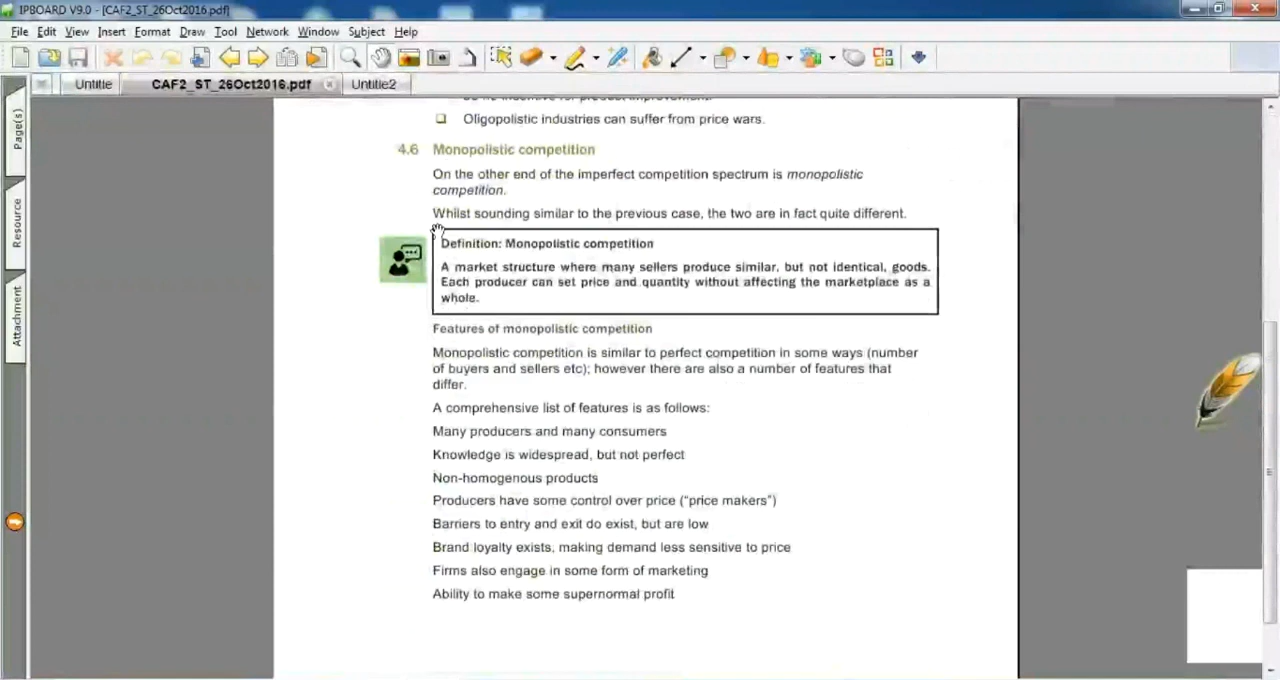 IPBOARD V9.0 - [CAF2_ST_26Oct2016.pdf]
File Edit View Insert Format Draw Tool Network Window Subject Help
Untitle CAF2_ST_26Oct2016.pdf Untitle2
Page(s)
Resource
Attachment
Oligopolistic industries can suffer from price wars.
4.6 Monopolistic competition
On the other end of the imperfect competition spectrum is monopolistic
competition.
Whilst sounding similar to the previous case, the two are in fact quite different.
Definition: Monopolistic competition
A market structure where many sellers produce similar, but not identical, goods.
Each producer can set price and quantity without affecting the marketplace as a
whole.
Features of monopolistic competition
Monopolistic competition is similar to perfect competition in some ways (number
of buyers and sellers etc); however there are also a number of features that
differ.
A comprehensive list of features is as follows:
Many producers and many consumers
Knowledge is widespread, but not perfect
Non-homogenous products
Producers have some control over price ("price makers")
Barriers to entry and exit do exist, but are low
Brand loyalty exists, making demand less sensitive to price
Firms also engage in some form of marketing
Ability to make some supernormal profit